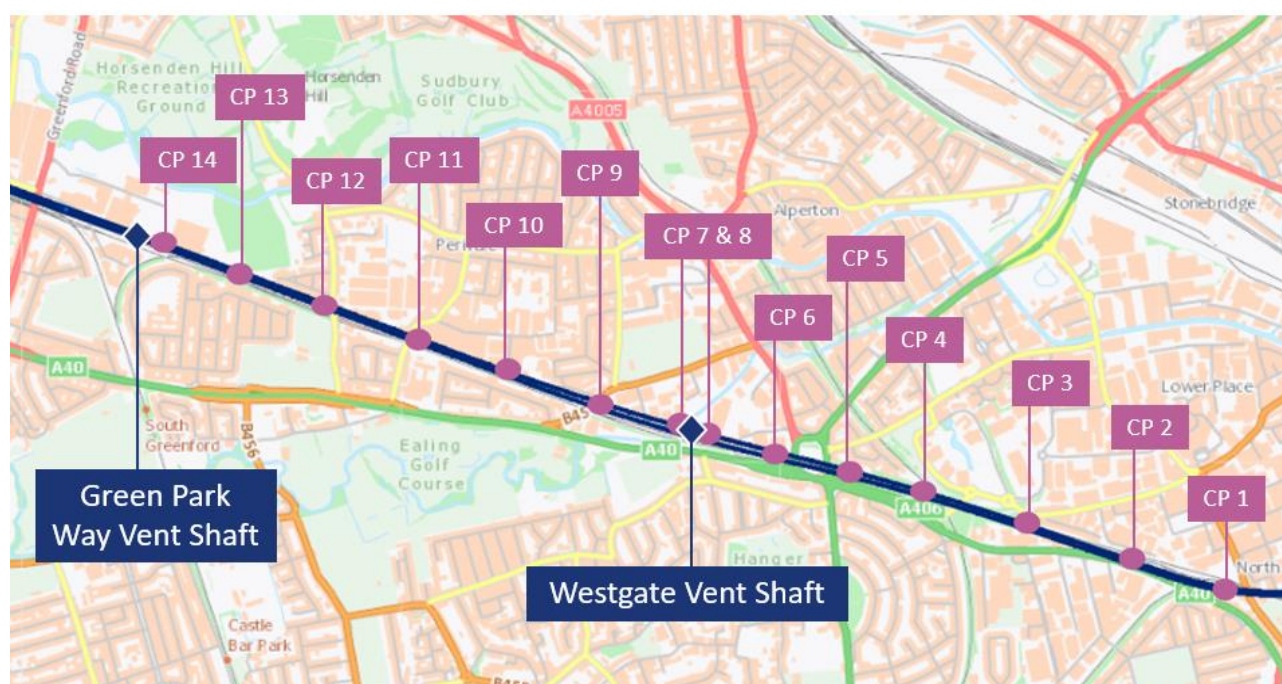 Greenford Road
Horsenden Hill
Recreation
Ground
Horsenden
Hill
Sudbury
Golf Club
A4005
CP 13
CP 14
CP 12
CP 11
CP 10
CP 9
CP 7 & 8
CP 6
CP 5
CP 4
CP 3
CP 2
CP 1
Alperton
Stonebridge
Lower Place
A40
South
Greenford
B456
Ealing
Golf
Course
B45
A40
A406
A40
North
Hanger
Green Park
Way Vent Shaft
Westgate Vent Shaft
Castle
Bar Park